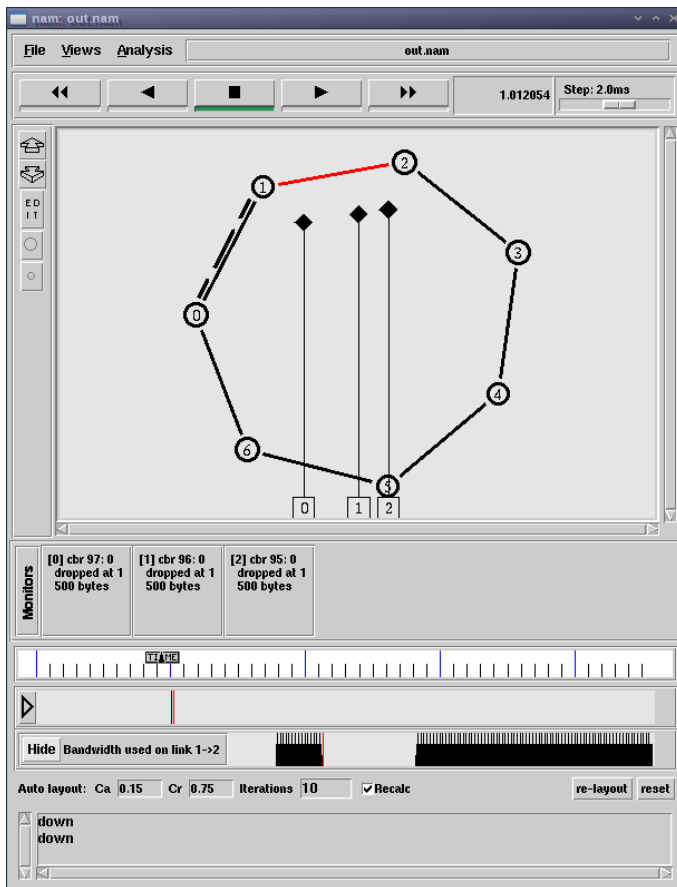 nam: out.nam
File Views Analysis out.nam
1.012054 Step: 2.0ms
ED
IT
1
2
3
0
4
6
5
0 1 2
Monitors
[0] cbr 97: 0
dropped at 1
500 bytes
[1] cbr 96: 0
dropped at 1
500 bytes
[2] cbr 95: 0
dropped at 1
500 bytes
TIME
Hide Bandwidth used on link 1->2
Auto layout: Ca 0.15 Cr 0.75 Iterations 10 Recalc re-layout reset
down
down